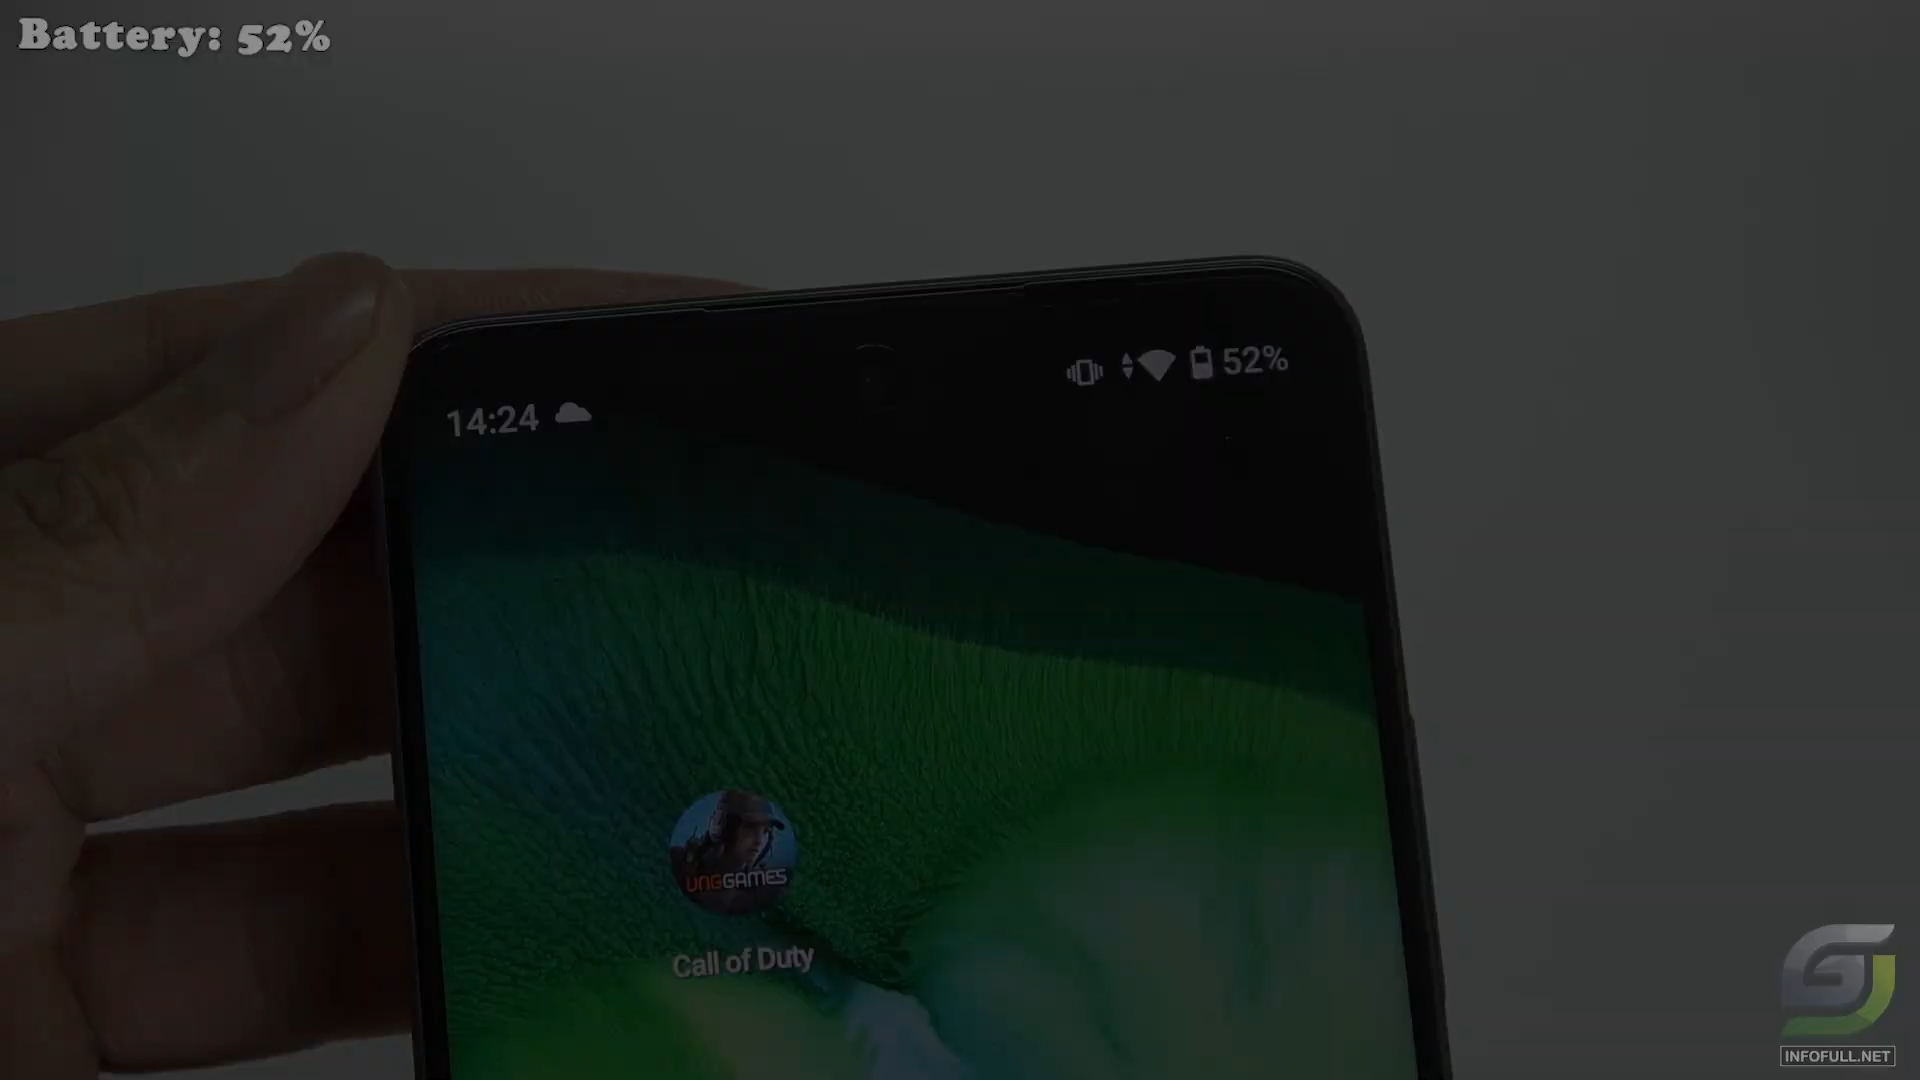 Battery: 52%
52%
14:24
UNGGAMES
Call of Duty
INFOFULL.NET